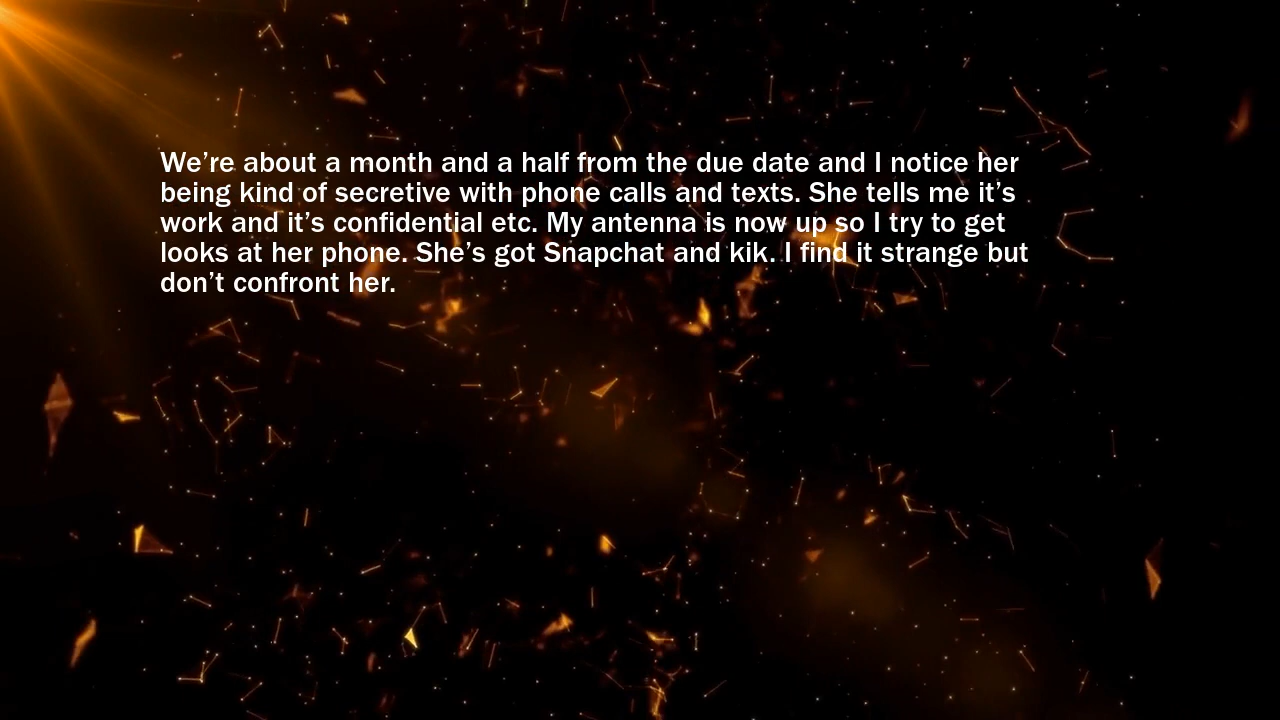 We’re about a month and a half from the due date and I notice her
being kind of secretive with phone calls and texts. She tells me it’s
work and it’s confidential etc. My antenna is now up so I try to get
looks at her phone. She’s got Snapchat and kik. I find it strange but
don’t confront her.